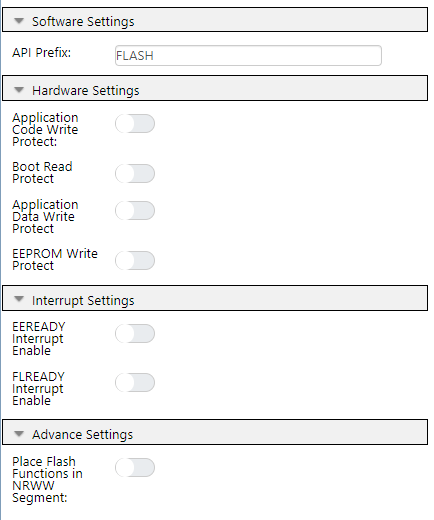 Software Settings
API Prefix:
FLASH
Hardware Settings
Application
Code Write
Protect:
Boot Read
Protect
Application
Data Write
Protect
EEPROM Write
Protect
Interrupt Settings
EEREADY
Interrupt
Enable
FLREADY
Interrupt
Enable
Advance Settings
Place Flash
Functions in
NRWW
Segment: